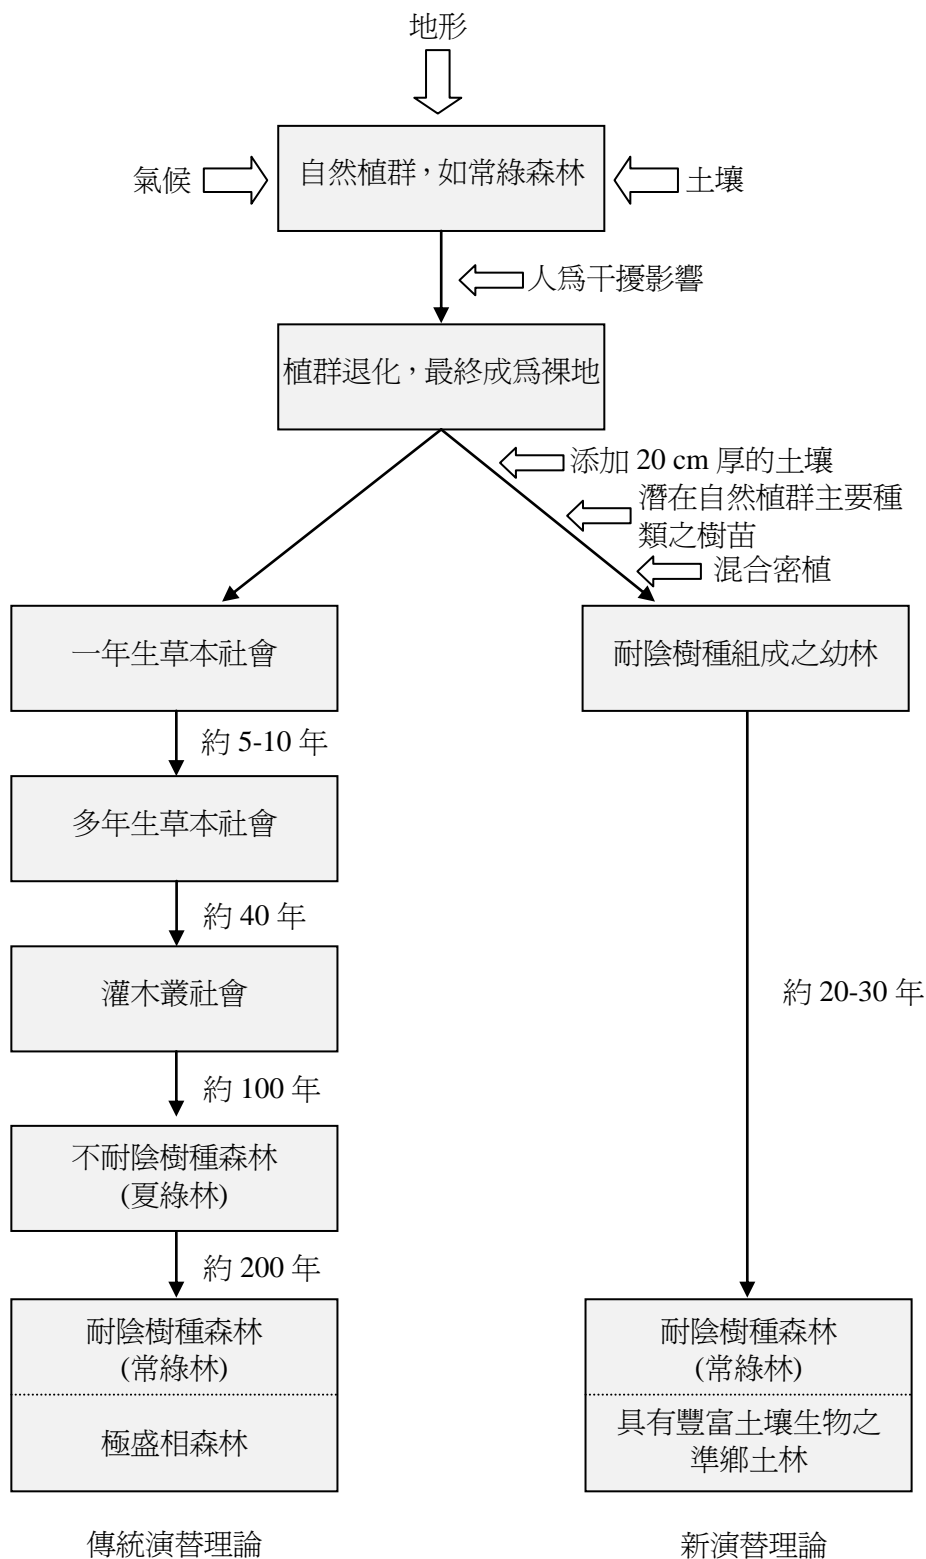 地形
氣候
自然植群，如常綠森林
土壤
人為干擾影響
植群退化，最終成為裸地
添加 20 cm 厚的土壤
潛在自然植群主要種
類之樹苗
混合密植
一年生草本社會
約 5-10 年
多年生草本社會
約 40 年
灌木叢社會
約 100 年
不耐陰樹種森林
(夏綠林)
約 200 年
耐陰樹種森林
(常綠林)
極盛相森林
傳統演替理論
耐陰樹種組成之幼林
約 20-30 年
耐陰樹種森林
(常綠林)
具有豐富土壤生物之
準鄉土林
新演替理論